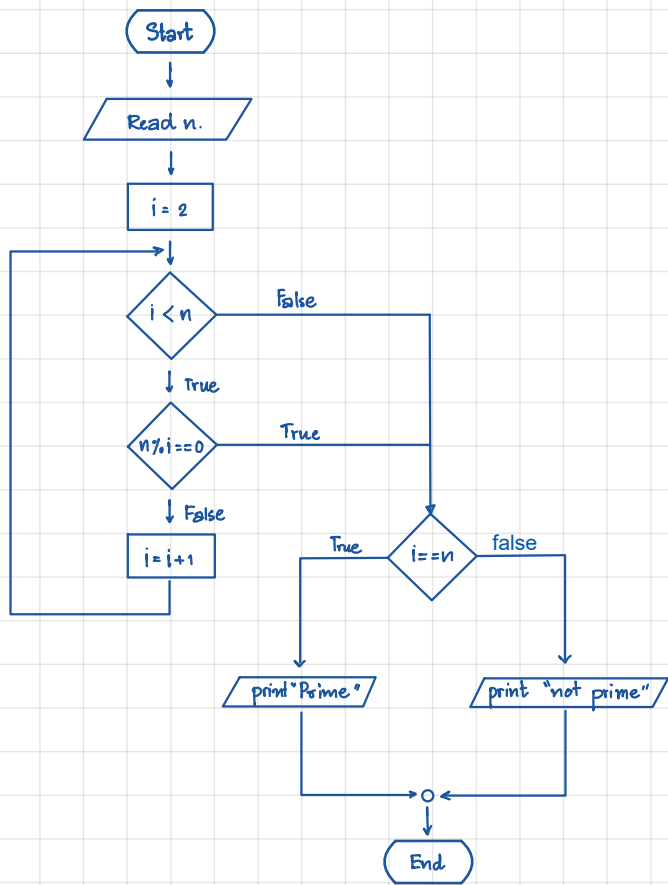 Start
Read n.
i = 2
i < n
False
True
n%i==0
True
False
i = i+1
i==n
True
false
print "Prime"
print "not prime"
End